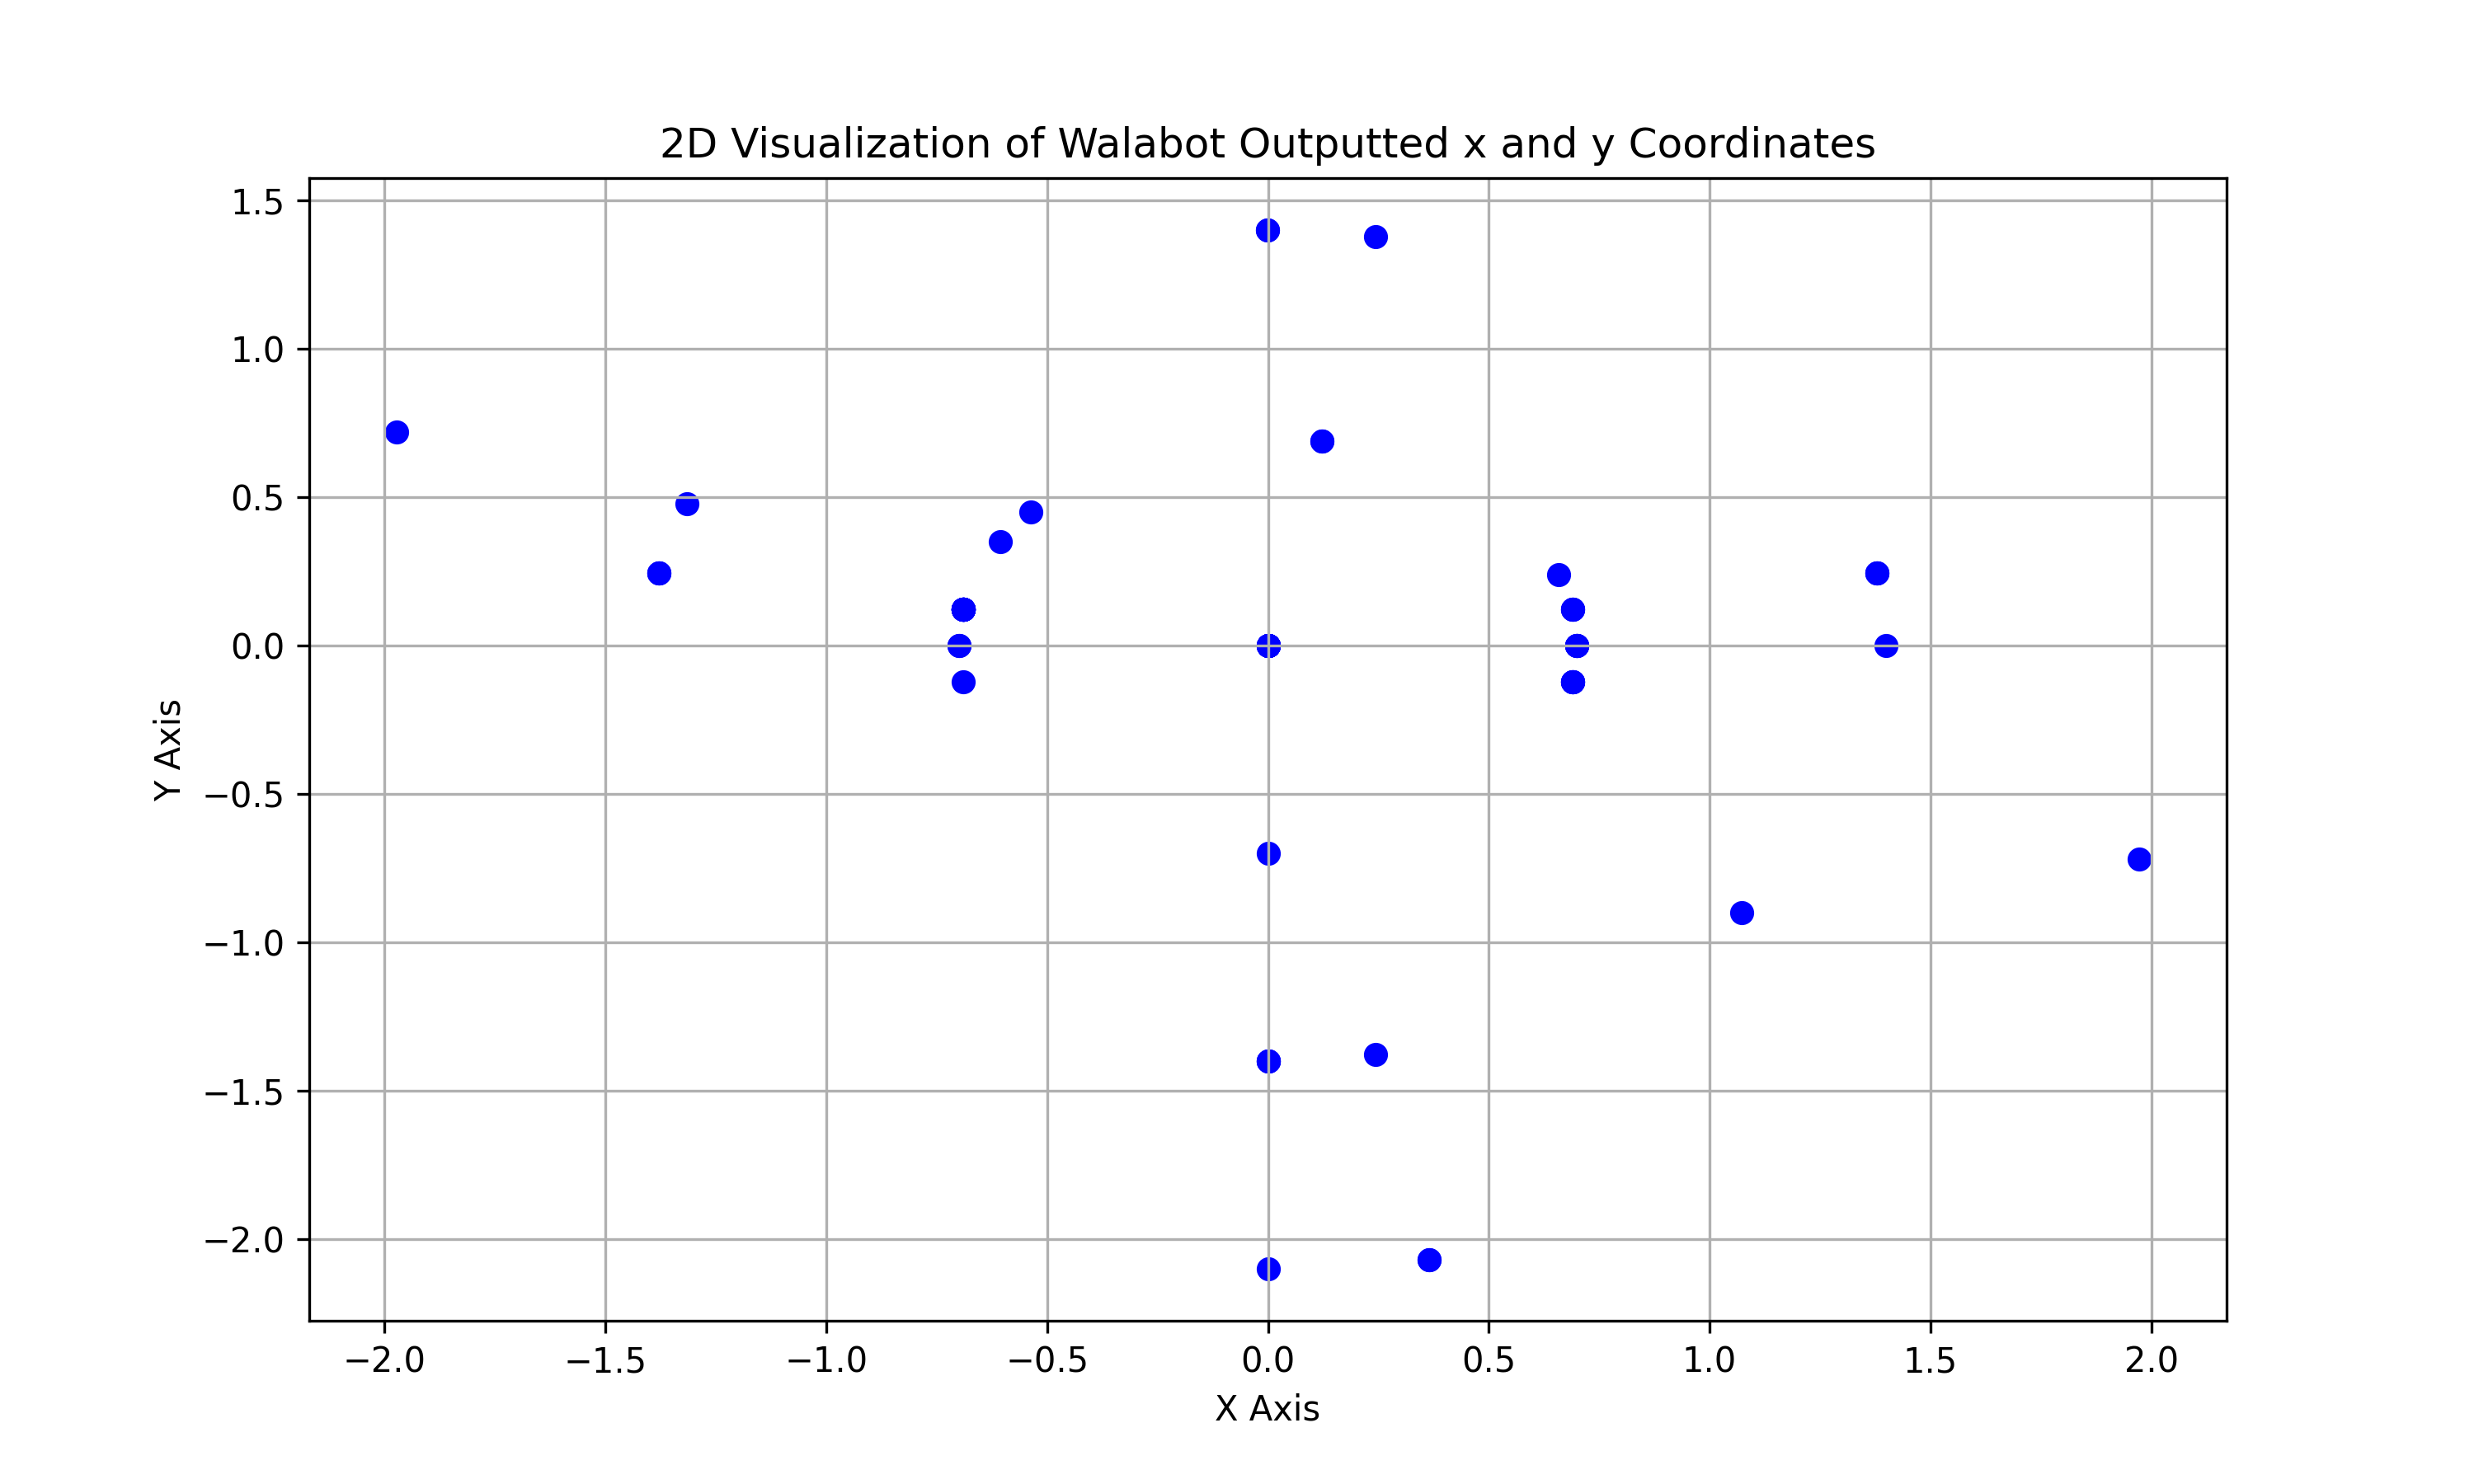 2D Visualization of Walabot Outputted x and y Coordinates
1.5
1.0
0.5
0.0
−0.5
−1.0
−1.5
−2.0
Y Axis
−2.0 −1.5 −1.0 −0.5 0.0 0.5 1.0 1.5 2.0
X Axis